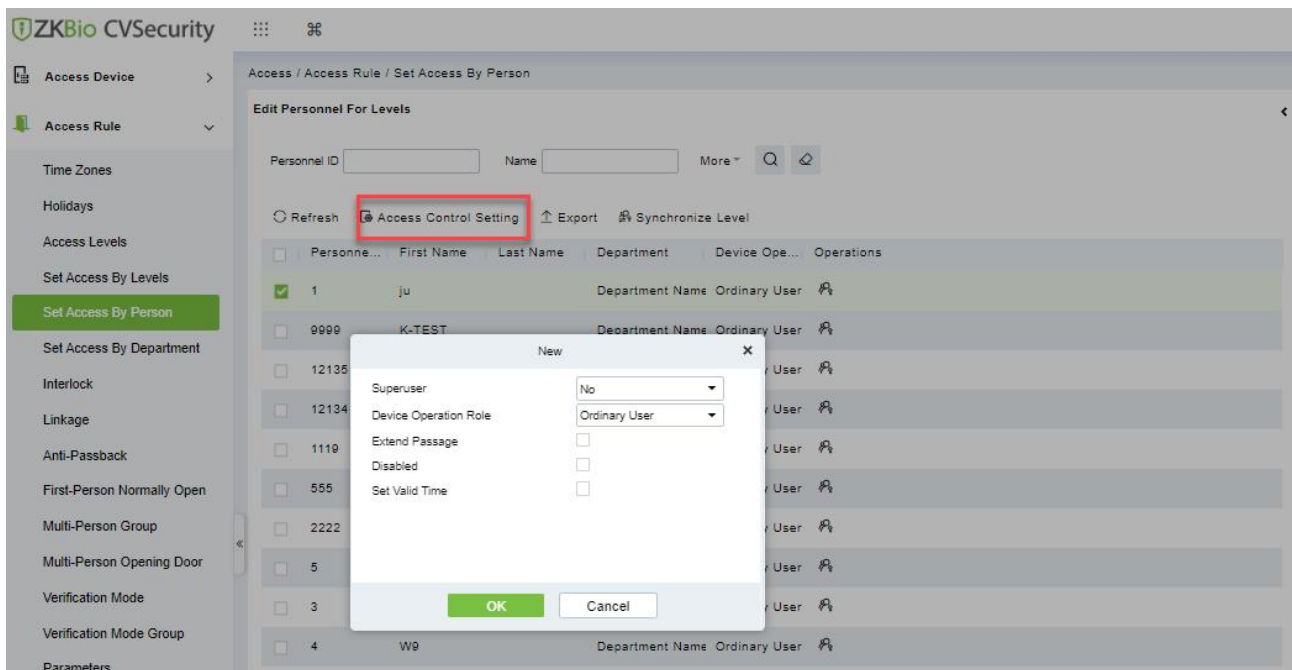 ZKBio CVSecurity
Access Device
Access / Access Rule / Set Access By Person
Access Rule
Edit Personnel For Levels
Time Zones
Holidays
Access Levels
Set Access By Levels
Set Access By Person
Set Access By Department
Interlock
Linkage
Anti-Passback
First-Person Normally Open
Multi-Person Group
Multi-Person Opening Door
Verification Mode
Verification Mode Group
Parameters
Personnel ID Name More
Refresh Access Control Setting Export Synchronize Level
Personne... First Name Last Name Department Device Ope... Operations
1 ju Department Name Ordinary User
9999 K-TEST Department Name Ordinary User
12135 User
12134 User
1119 User
555 User
2222 User
5 User
3 User
4 W9 Department Name Ordinary User
New
Superuser No
Device Operation Role Ordinary User
Extend Passage
Disabled
Set Valid Time
OK Cancel